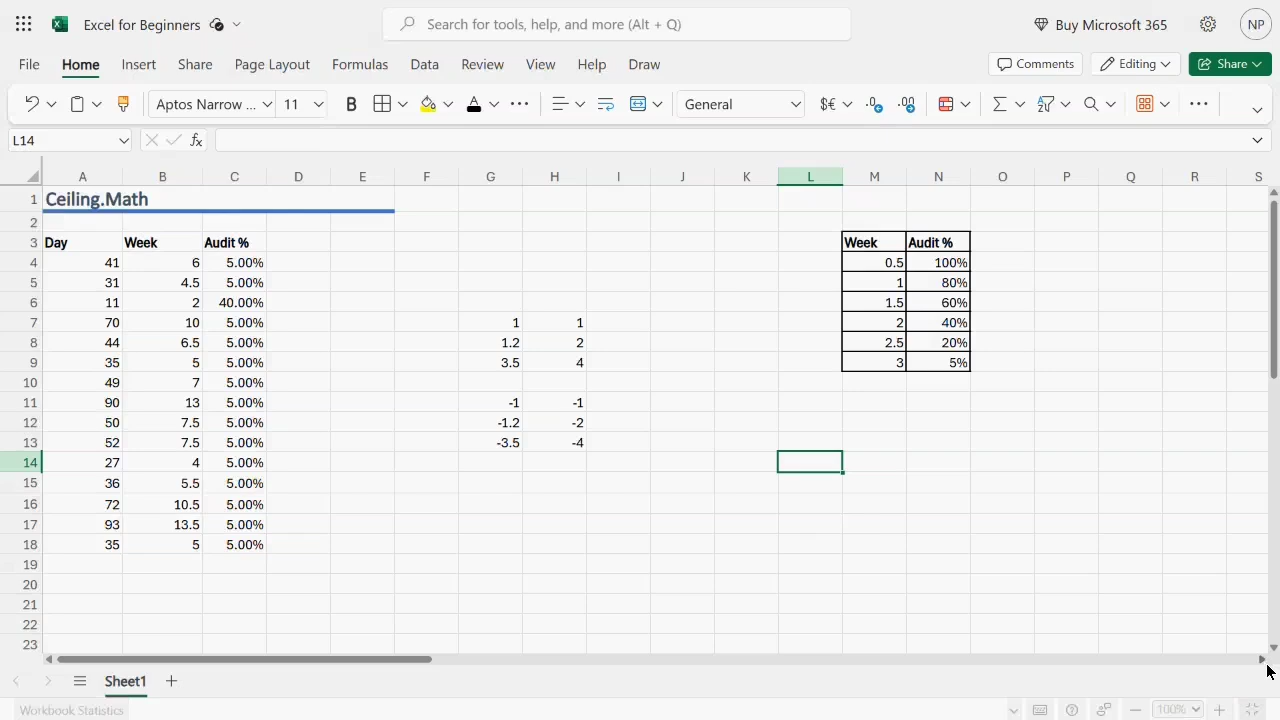 Excel for Beginners
Search for tools, help, and more (Alt + Q)
Buy Microsoft 365
NP
File Home Insert Share Page Layout Formulas Data Review View Help Draw
Comments Editing Share
Aptos Narrow ... 11 B A General $€
L14 fx
A B C D E F G H I J K L M N O P Q R S
1 Ceiling.Math
2
3 Day Week Audit % Week Audit %
4 41 6 5.00% 0.5 100%
5 31 4.5 5.00% 1 80%
6 11 2 40.00% 1.5 60%
7 70 10 5.00% 1 1 2 40%
8 44 6.5 5.00% 1.2 2 2.5 20%
9 35 5 5.00% 3.5 4 3 5%
10 49 7 5.00%
11 90 13 5.00% -1 -1
12 50 7.5 5.00% -1.2 -2
13 52 7.5 5.00% -3.5 -4
14 27 4 5.00%
15 36 5.5 5.00%
16 72 10.5 5.00%
17 93 13.5 5.00%
18 35 5 5.00%
19
20
21
22
23
Sheet1
Workbook Statistics 100%